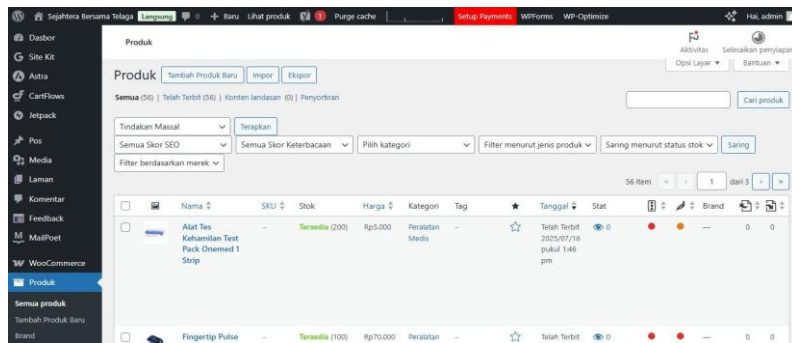 Sejahtera Bersama Telaga Langsung 0 + Baru Lihat produk 1 Purge cache Setup Payments WPForms WP-Optimize Hai, admin
Dasbor
Site Kit
Astra
CartFlows
Jetpack
Pos
Media
Laman
Komentar
Feedback
MailPoet
WooCommerce
Produk
Semua produk
Tambah Produk Baru
Brand
Produk
Aktivitas
Selesaikan penyiapan
Opsi Layar ▼ Bantuan ▼
Produk Tambah Produk Baru Impor Ekspor
Semua (56) | Telah Terbit (56) | Konten landasan (0) | Penyortiran
Cari produk
Tindakan Massal Terapkan
Semua Skor SEO Semua Skor Keterbacaan Pilih kategori Filter menurut jenis produk Saring menurut status stok Saring
Filter berdasarkan merek
56 item « ‹ 1 dari 3 › »
Nama SKU Stok Harga Kategori Tag Tanggal Stat Brand
Alat Tes Kehamilan Test Pack Onemed 1 Strip – Tersedia (200) Rp5.000 Peralatan Medis – Telah Terbit 2025/07/16 pukul 1:46 pm 0 — 0 0
Fingertip Pulse – Tersedia (100) Rp70.000 Peralatan – Telah Terbit 0 — 0 0